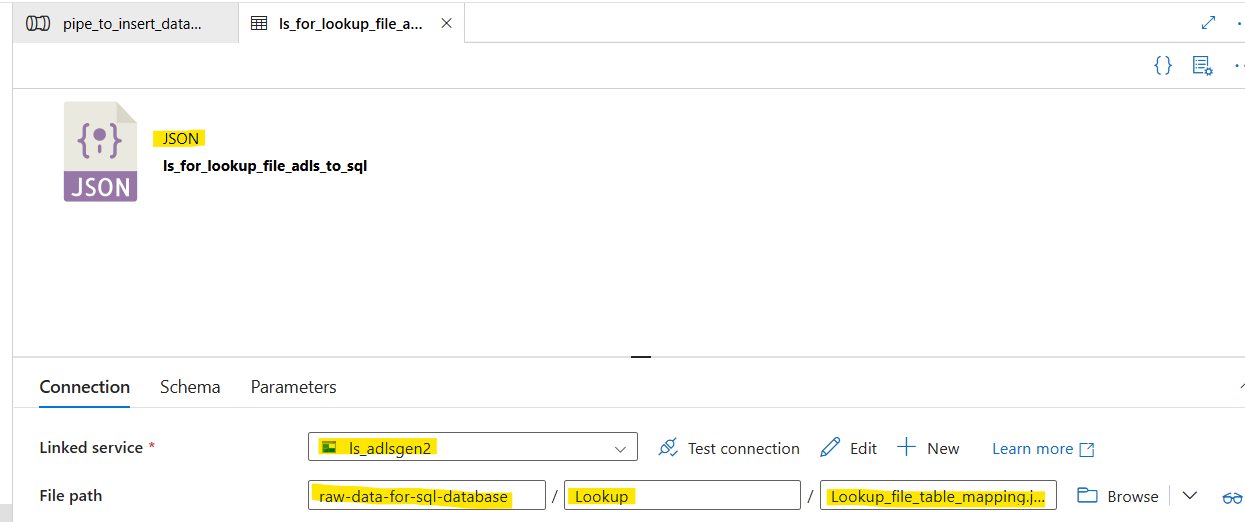 pipe_to_insert_data...
ls_for_lookup_file_a...
JSON
JSON
ls_for_lookup_file_adls_to_sql
Connection Schema Parameters
Linked service * ls_adlsgen2 Test connection Edit New Learn more
File path raw-data-for-sql-database / Lookup / Lookup_file_table_mapping.j... Browse